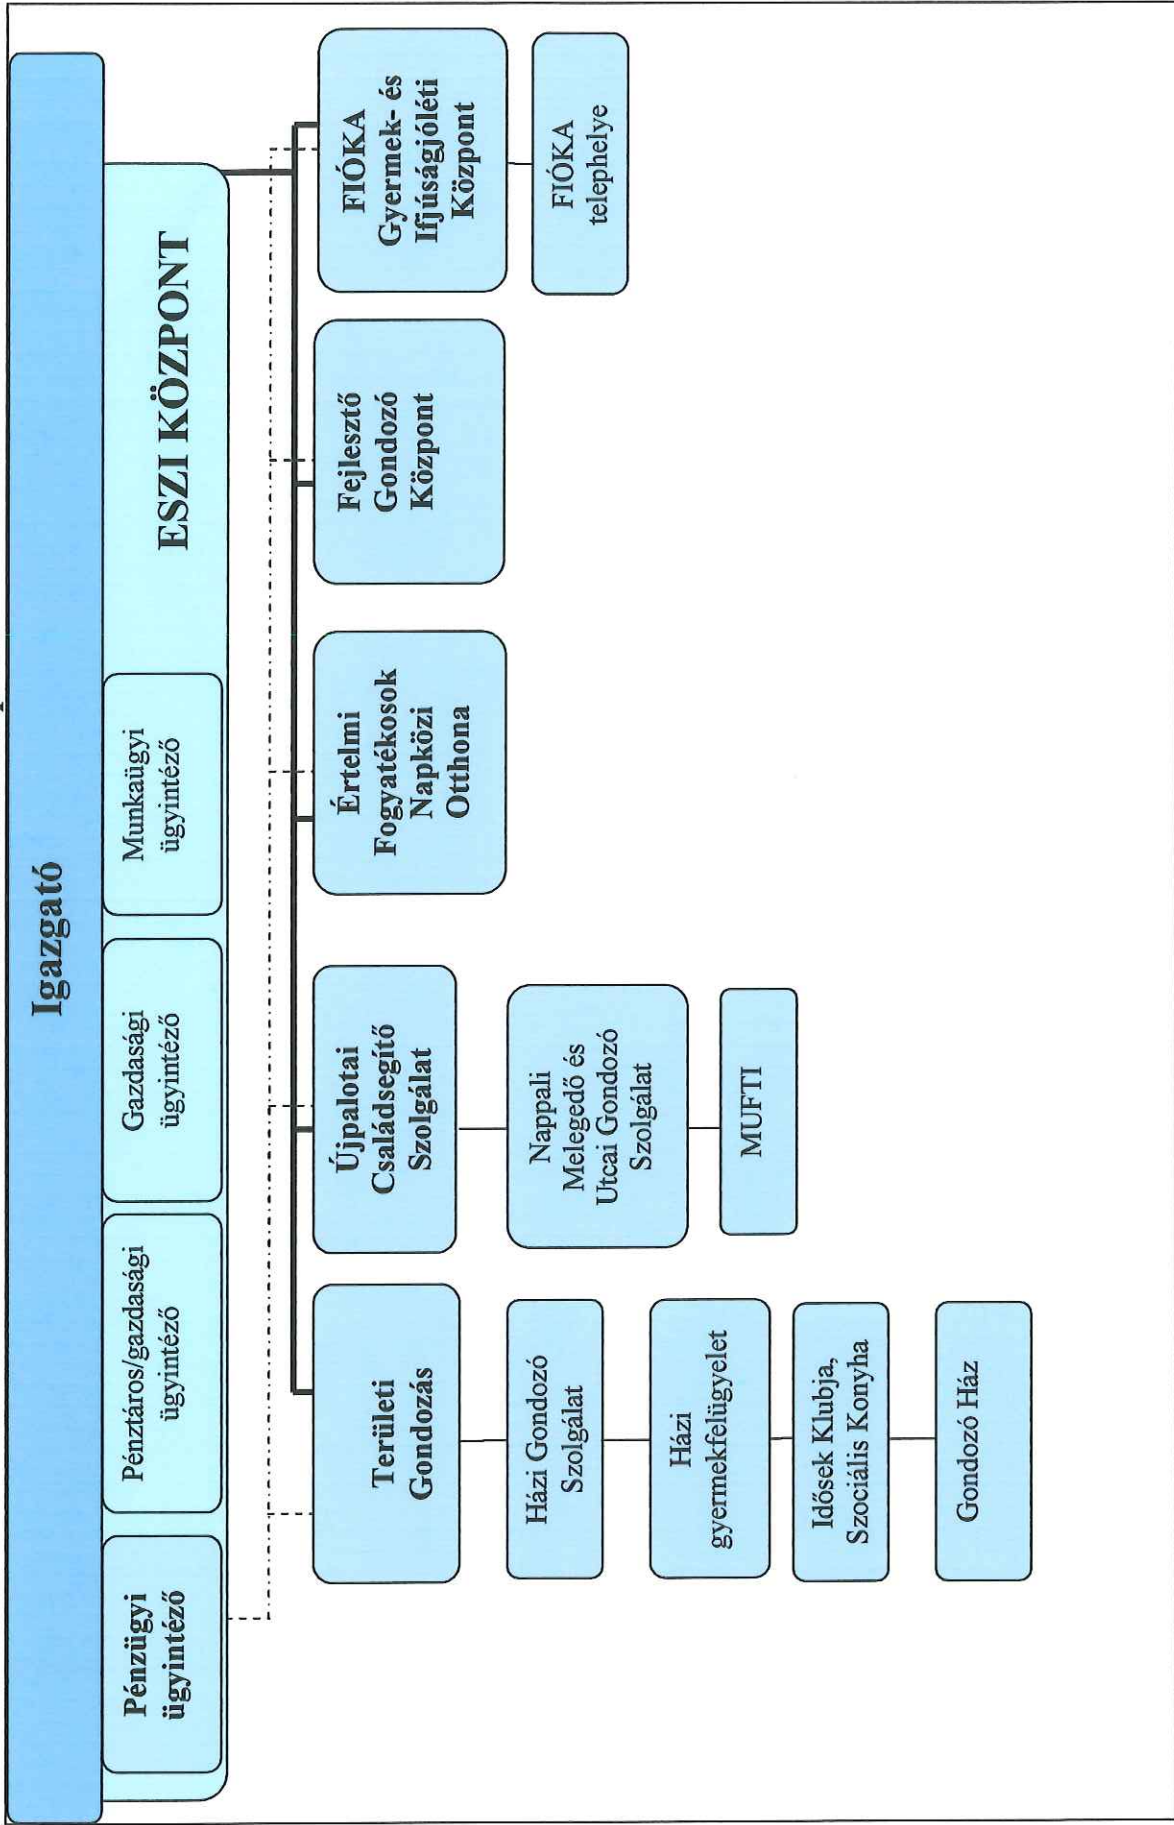 Igazgató
Pénzügyi
ügyintéző
Pénztáros/gazdasági
ügyintéző
Gazdasági
ügyintéző
Munkaügyi
ügyintéző
ESZI KÖZPONT
Területi
Gondozás
Újpalotai
Családsegítő
Szolgálat
Értelmi
Fogyatékosok
Napközi
Otthona
Fejlesztő
Gondozó
Központ
FIÓKA
Gyermek- és
Ifjúságjóléti
Központ
Házi Gondozó
Szolgálat
Nappali
Melegedő és
Utcai Gondozó
Szolgálat
FIÓKA
telephelye
Házi
gyermekfelügyelet
MUFTI
Idősek Klubja,
Szociális Konyha
Gondozó Ház